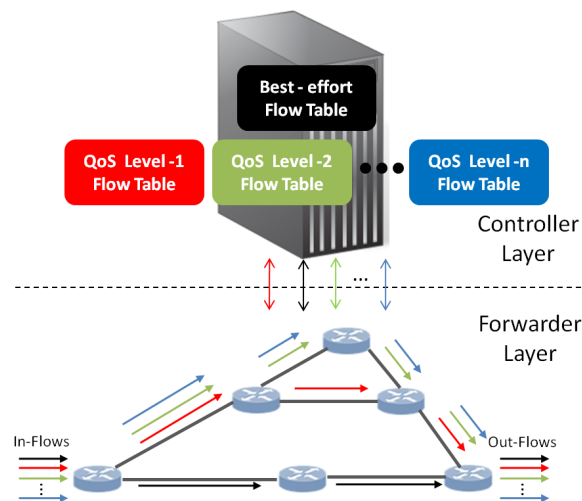 Best - effort
Flow Table
QoS Level -1
Flow Table
QoS Level -2
Flow Table
QoS Level-n
Flow Table
Controller
Layer
...
Forwarder
Layer
In-Flows
Out-Flows